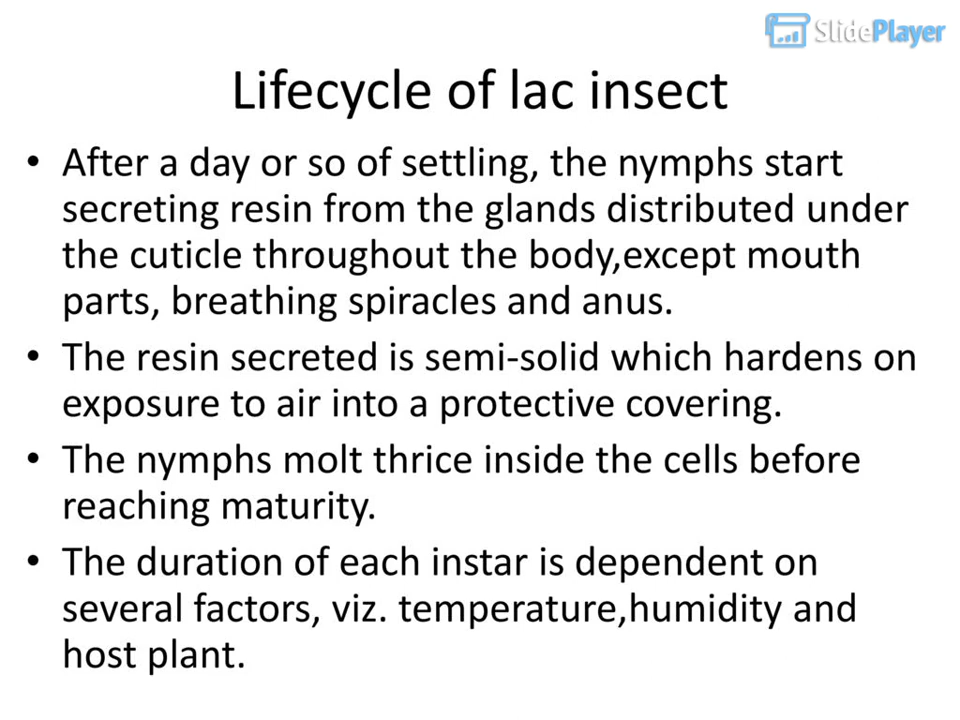 SlidePlayer
Lifecycle of lac insect
• After a day or so of settling, the nymphs start
secreting resin from the glands distributed under
the cuticle throughout the body,except mouth
parts, breathing spiracles and anus.
• The resin secreted is semi-solid which hardens on
exposure to air into a protective covering.
• The nymphs molt thrice inside the cells before
reaching maturity.
• The duration of each instar is dependent on
several factors, viz. temperature,humidity and
host plant.